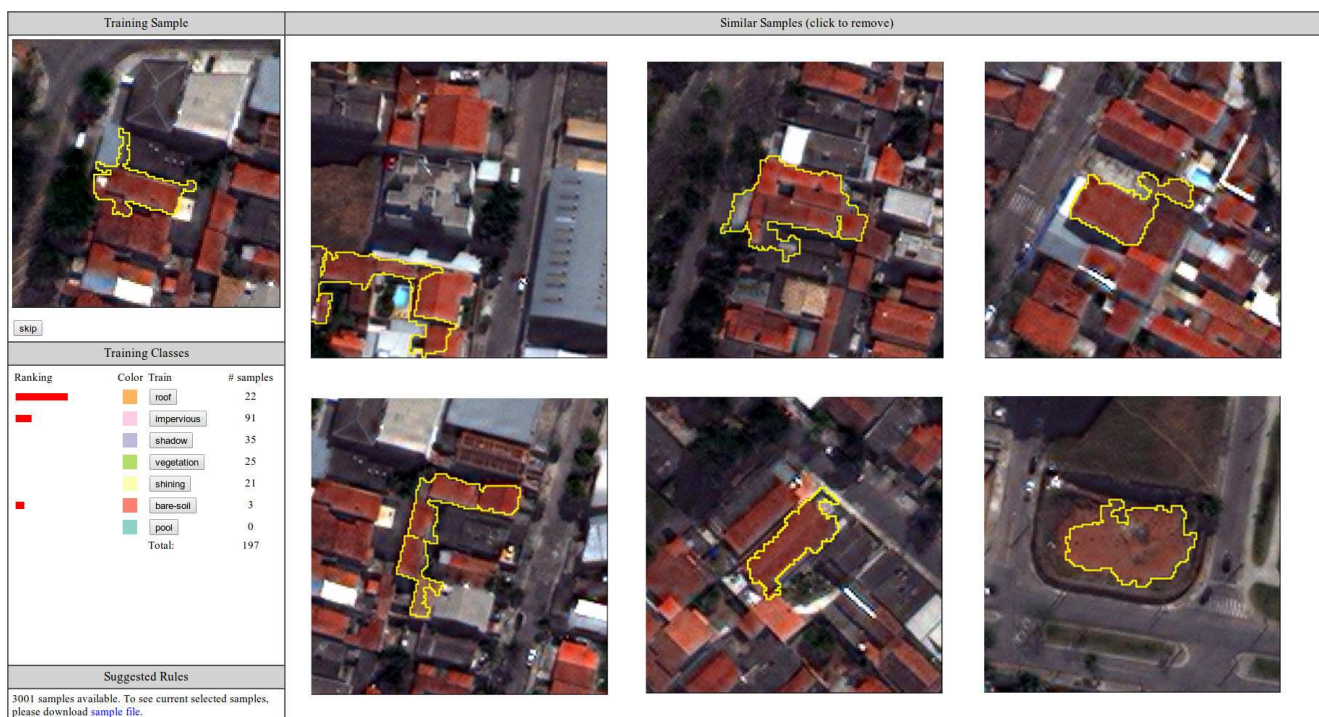 Training Sample
Similar Samples (click to remove)
skip
Training Classes
Ranking Color Train # samples
roof 22
impervious 91
shadow 35
vegetation 25
shining 21
bare-soil 3
pool 0
Total: 197
Suggested Rules
3001 samples available. To see current selected samples,
please download sample file.